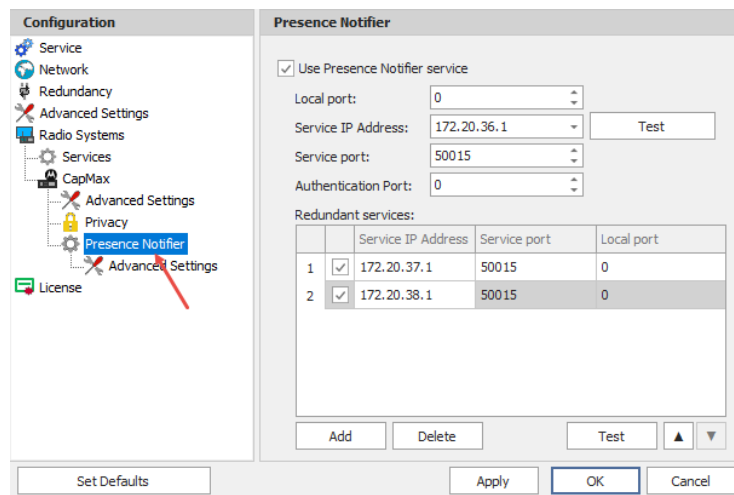 Configuration
Service
Network
Redundancy
Advanced Settings
Radio Systems
Services
CapMax
Advanced Settings
Privacy
Presence Notifier
Advanced Settings
License
Presence Notifier
Use Presence Notifier service
Local port: 0
Service IP Address: 172.20.36.1 Test
Service port: 50015
Authentication Port: 0
Redundant services:
Service IP Address Service port Local port
1 172.20.37.1 50015 0
2 172.20.38.1 50015 0
Add Delete Test
Set Defaults Apply OK Cancel